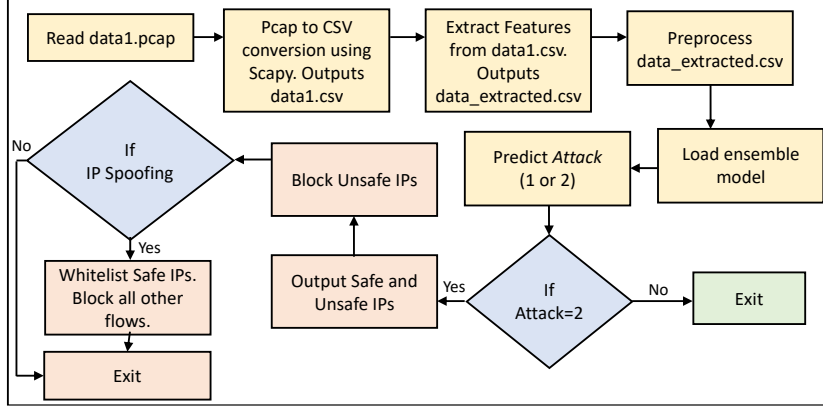 Read data1.pcap
Pcap to CSV
conversion using
Scapy. Outputs
data1.csv
Extract Features
from data1.csv.
Outputs
data_extracted.csv
Preprocess
data_extracted.csv
Load ensemble
model
Predict Attack
(1 or 2)
If
Attack=2
No
Exit
Yes
Output Safe and
Unsafe IPs
Block Unsafe IPs
If
IP Spoofing
No
Yes
Whitelist Safe IPs.
Block all other
flows.
Exit